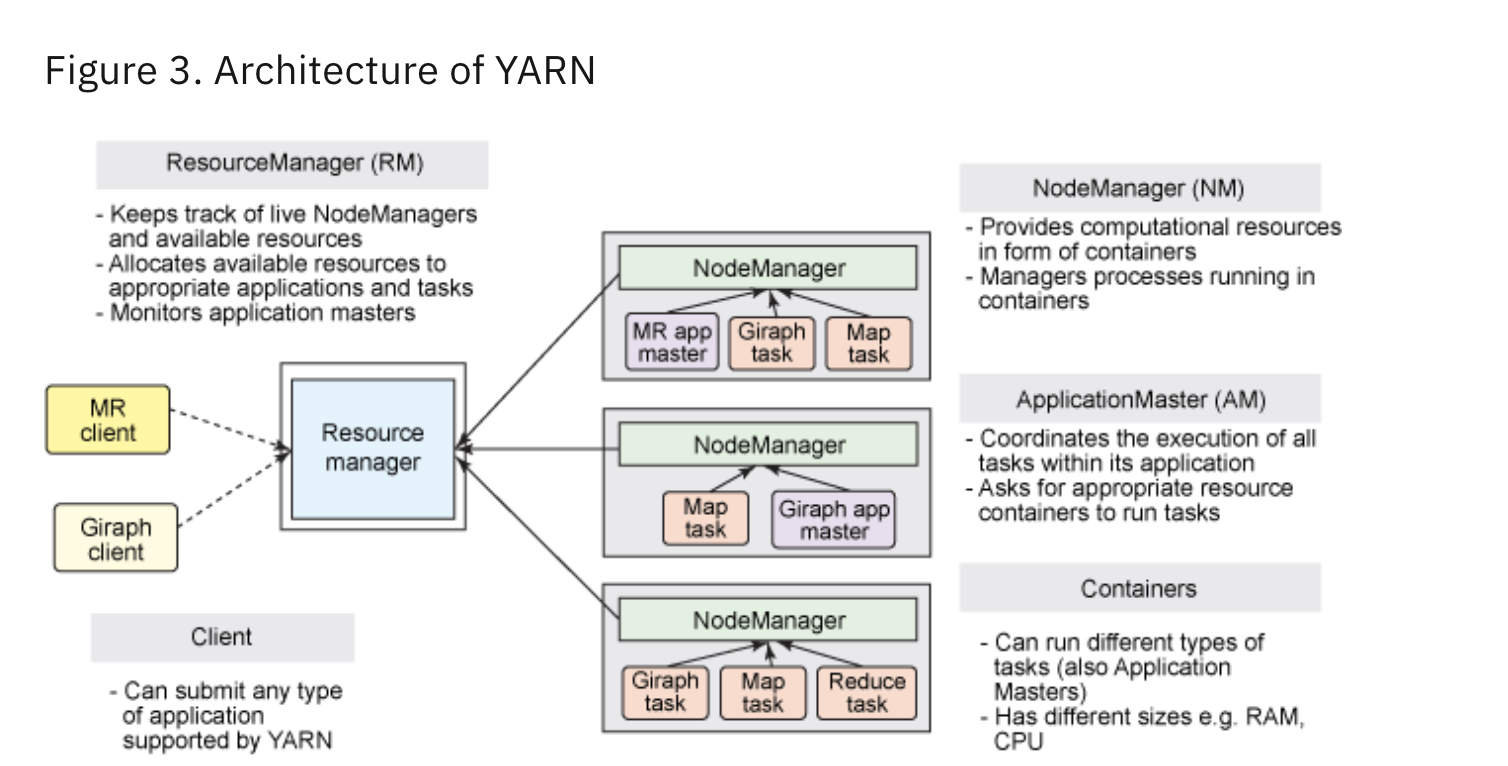 Figure 3. Architecture of YARN
ResourceManager (RM)
- Keeps track of live NodeManagers
and available resources
- Allocates available resources to
appropriate applications and tasks
- Monitors application masters
MR
client
Giraph
client
Resource
manager
Client
- Can submit any type
of application
supported by YARN
NodeManager
MR app
master
Giraph
task
Map
task
NodeManager
Map
task
Giraph app
master
NodeManager
Giraph
task
Map
task
Reduce
task
NodeManager (NM)
- Provides computational resources
in form of containers
- Managers processes running in
containers
ApplicationMaster (AM)
- Coordinates the execution of all
tasks within its application
- Asks for appropriate resource
containers to run tasks
Containers
- Can run different types of
tasks (also Application
Masters)
- Has different sizes e.g. RAM,
CPU